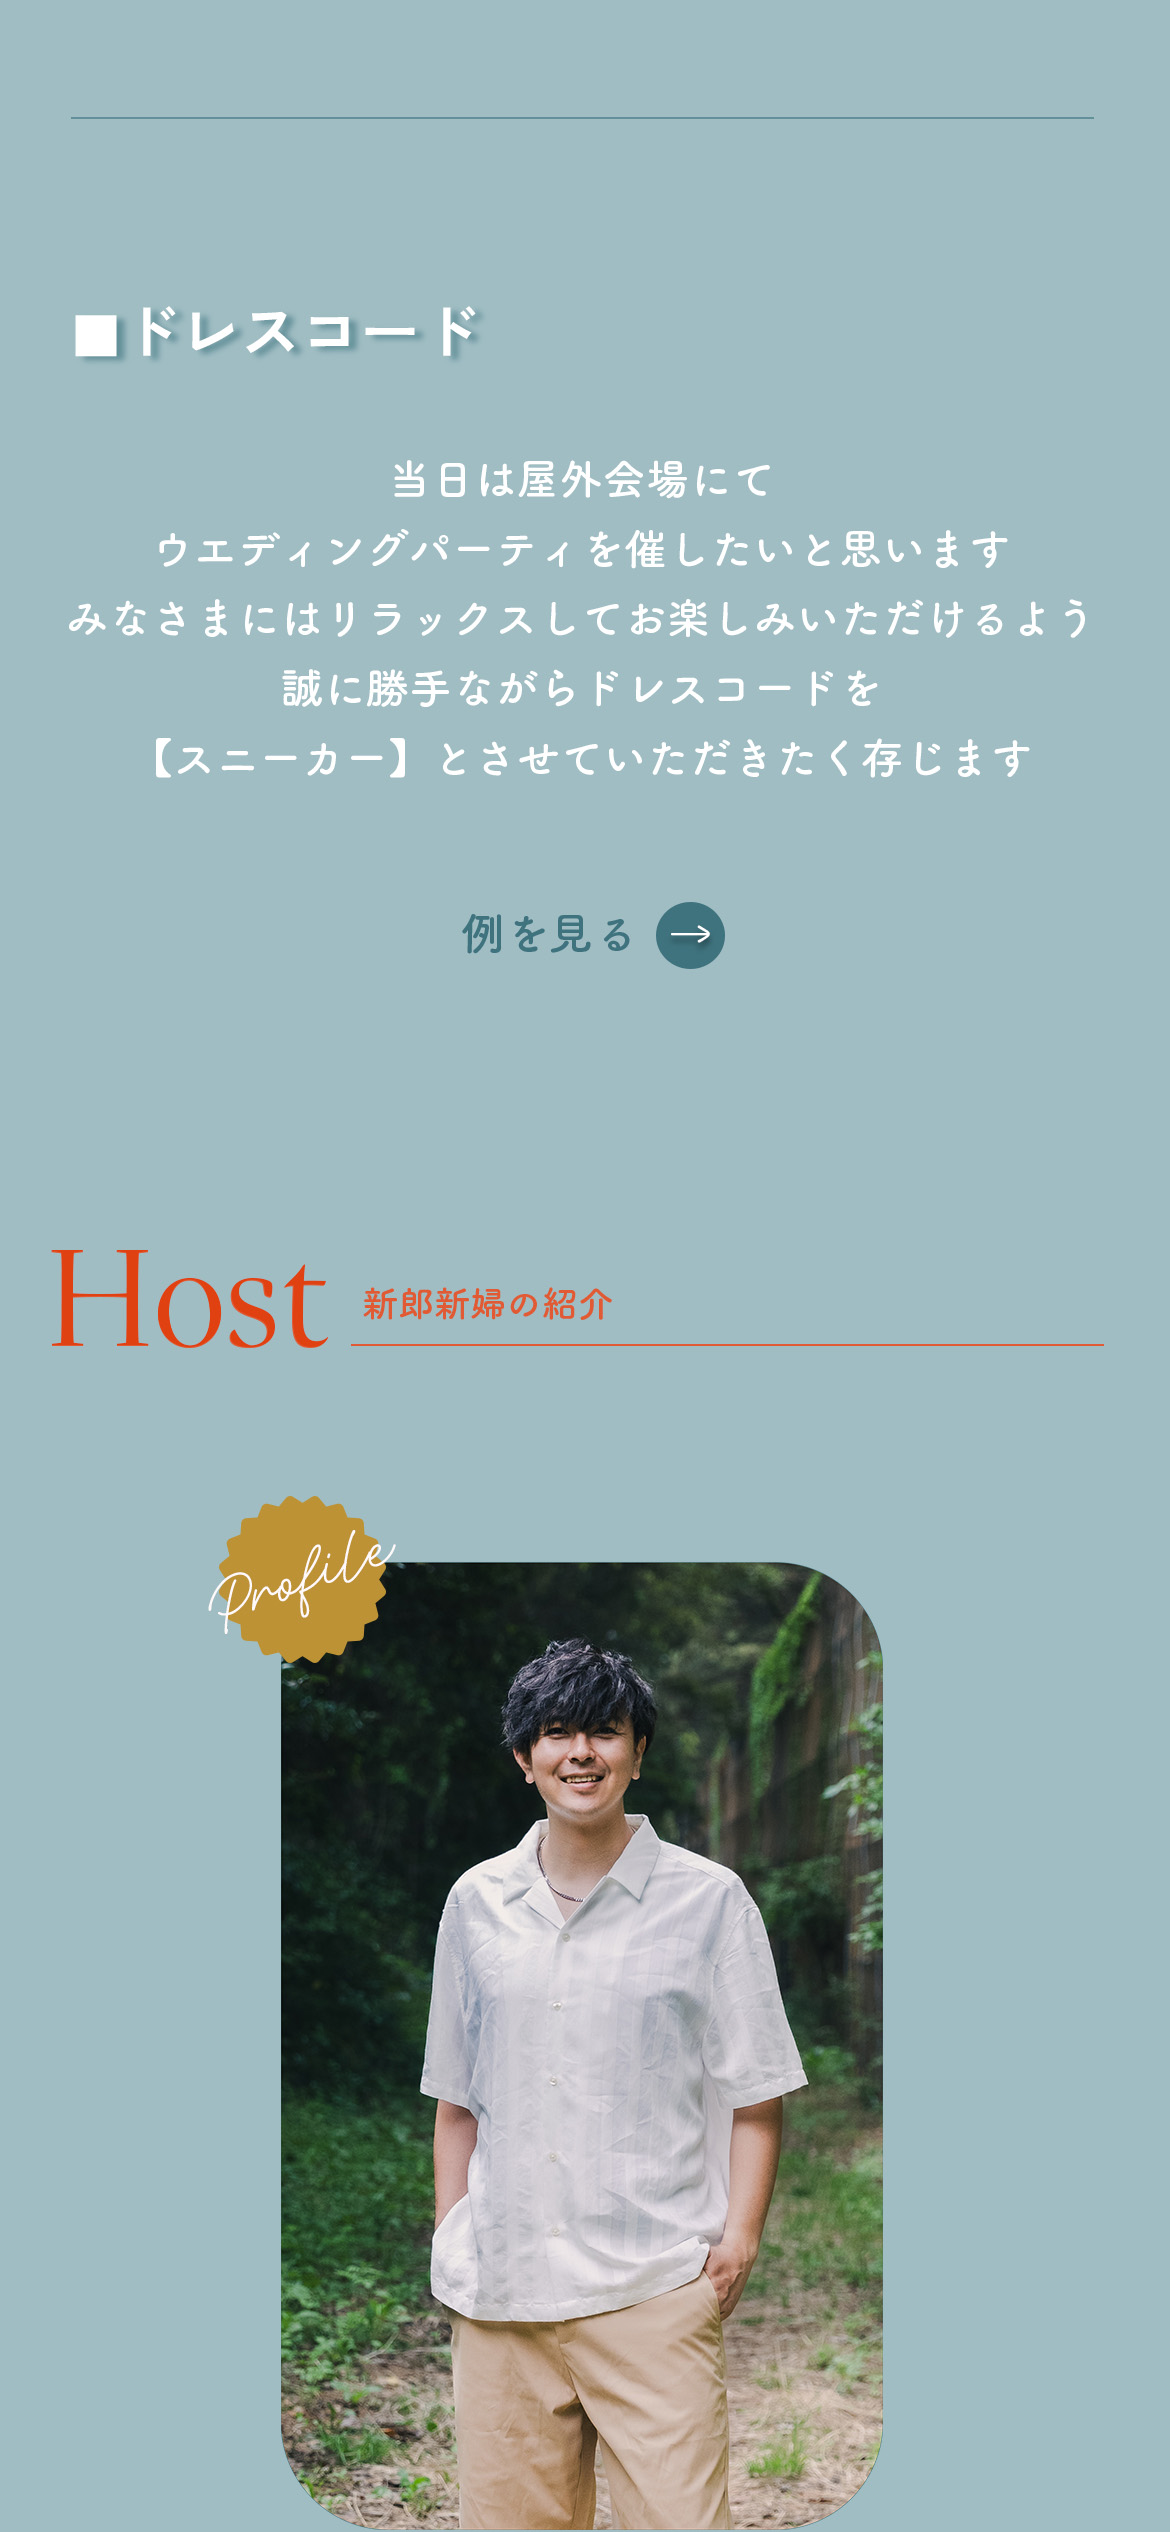 ■ドレスコード
当日は屋外会場にて
ウエディングパーティを催したいと思います
みなさまにはリラックスしてお楽しみいただけるよう
誠に勝手ながらドレスコードを
【スニーカー】とさせていただきたく存じます
例を見る
Host 新郎新婦の紹介
Profile